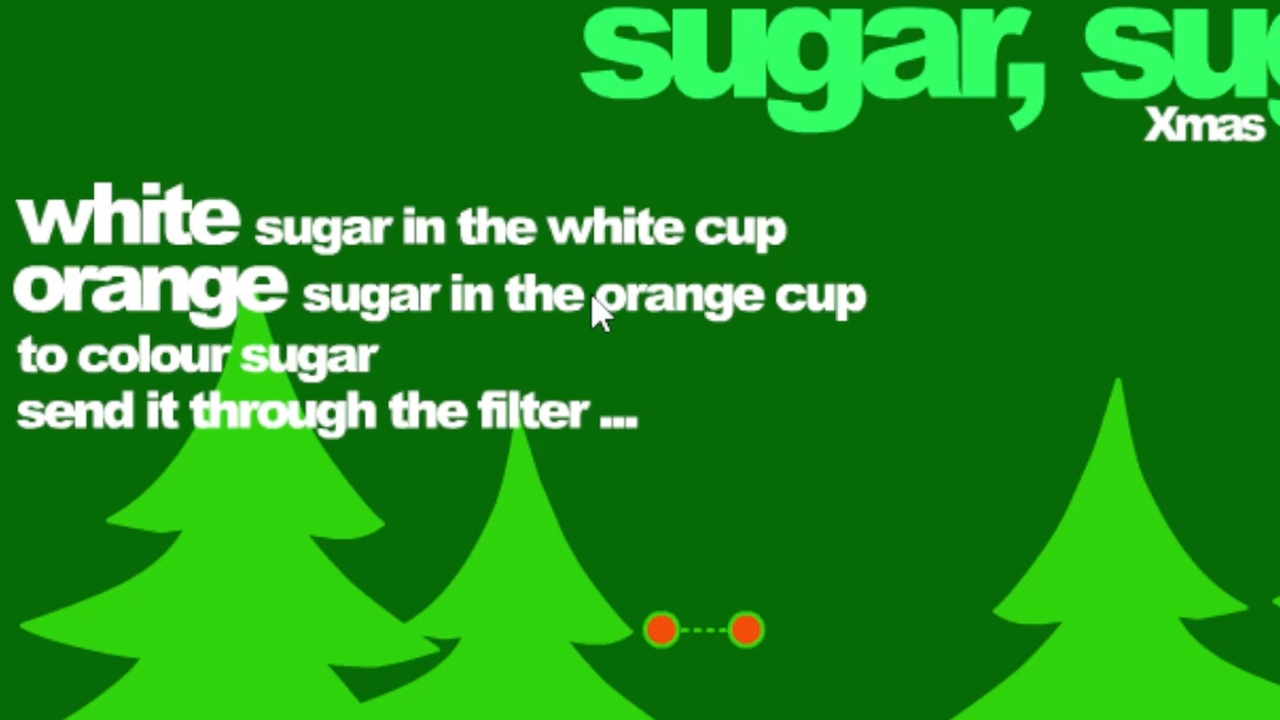 sugar, sug
Xmas
white sugar in the white cup
orange sugar in the orange cup
to colour sugar
send it through the filter ...